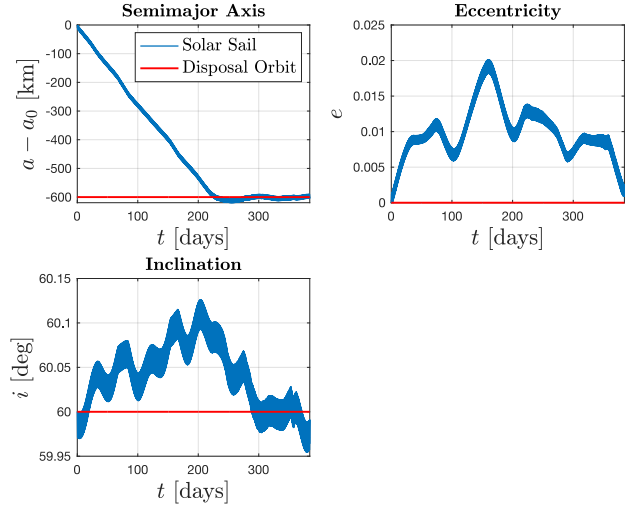 Semimajor Axis
0
-100
-200
-300
-400
-500
-600
a − a₀ [km]
Solar Sail
Disposal Orbit
0 100 200 300
t [days]
Eccentricity
0.025
0.02
0.015
0.01
0.005
0
e
0 100 200 300
t [days]
Inclination
60.15
60.1
60.05
60
59.95
i [deg]
0 100 200 300
t [days]